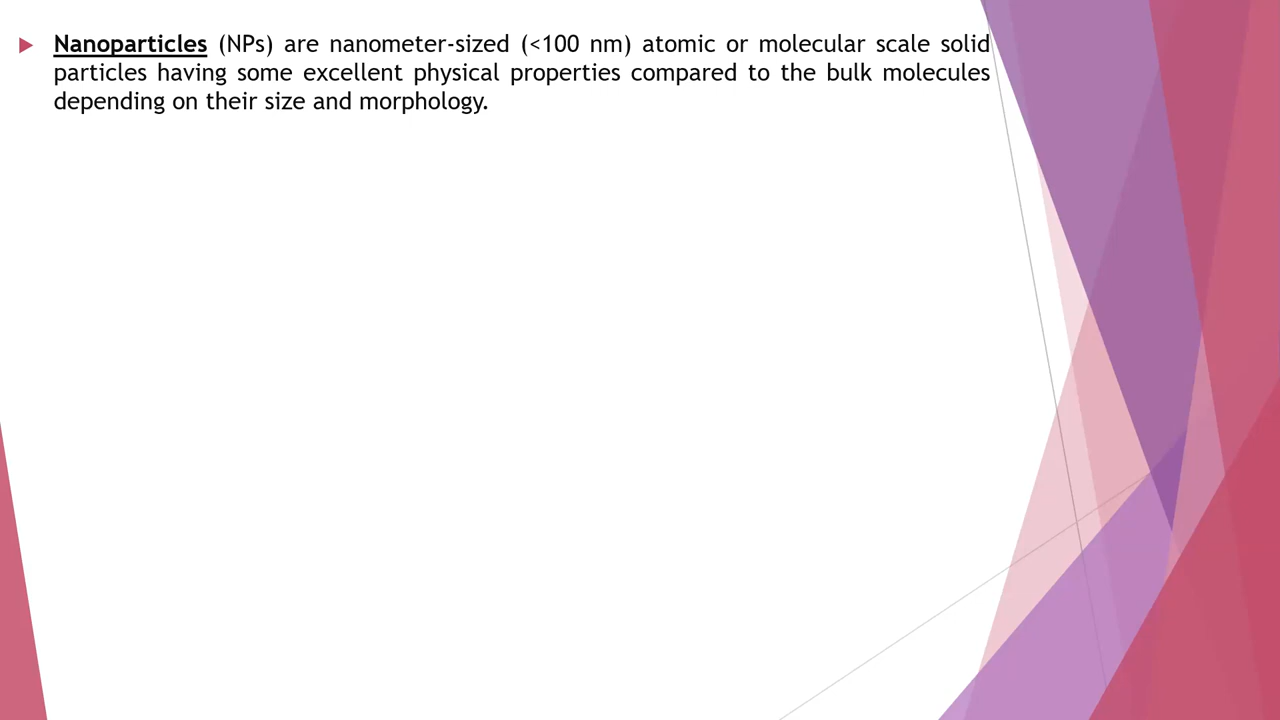 Nanoparticles (NPs) are nanometer-sized (<100 nm) atomic or molecular scale solid
particles having some excellent physical properties compared to the bulk molecules
depending on their size and morphology.